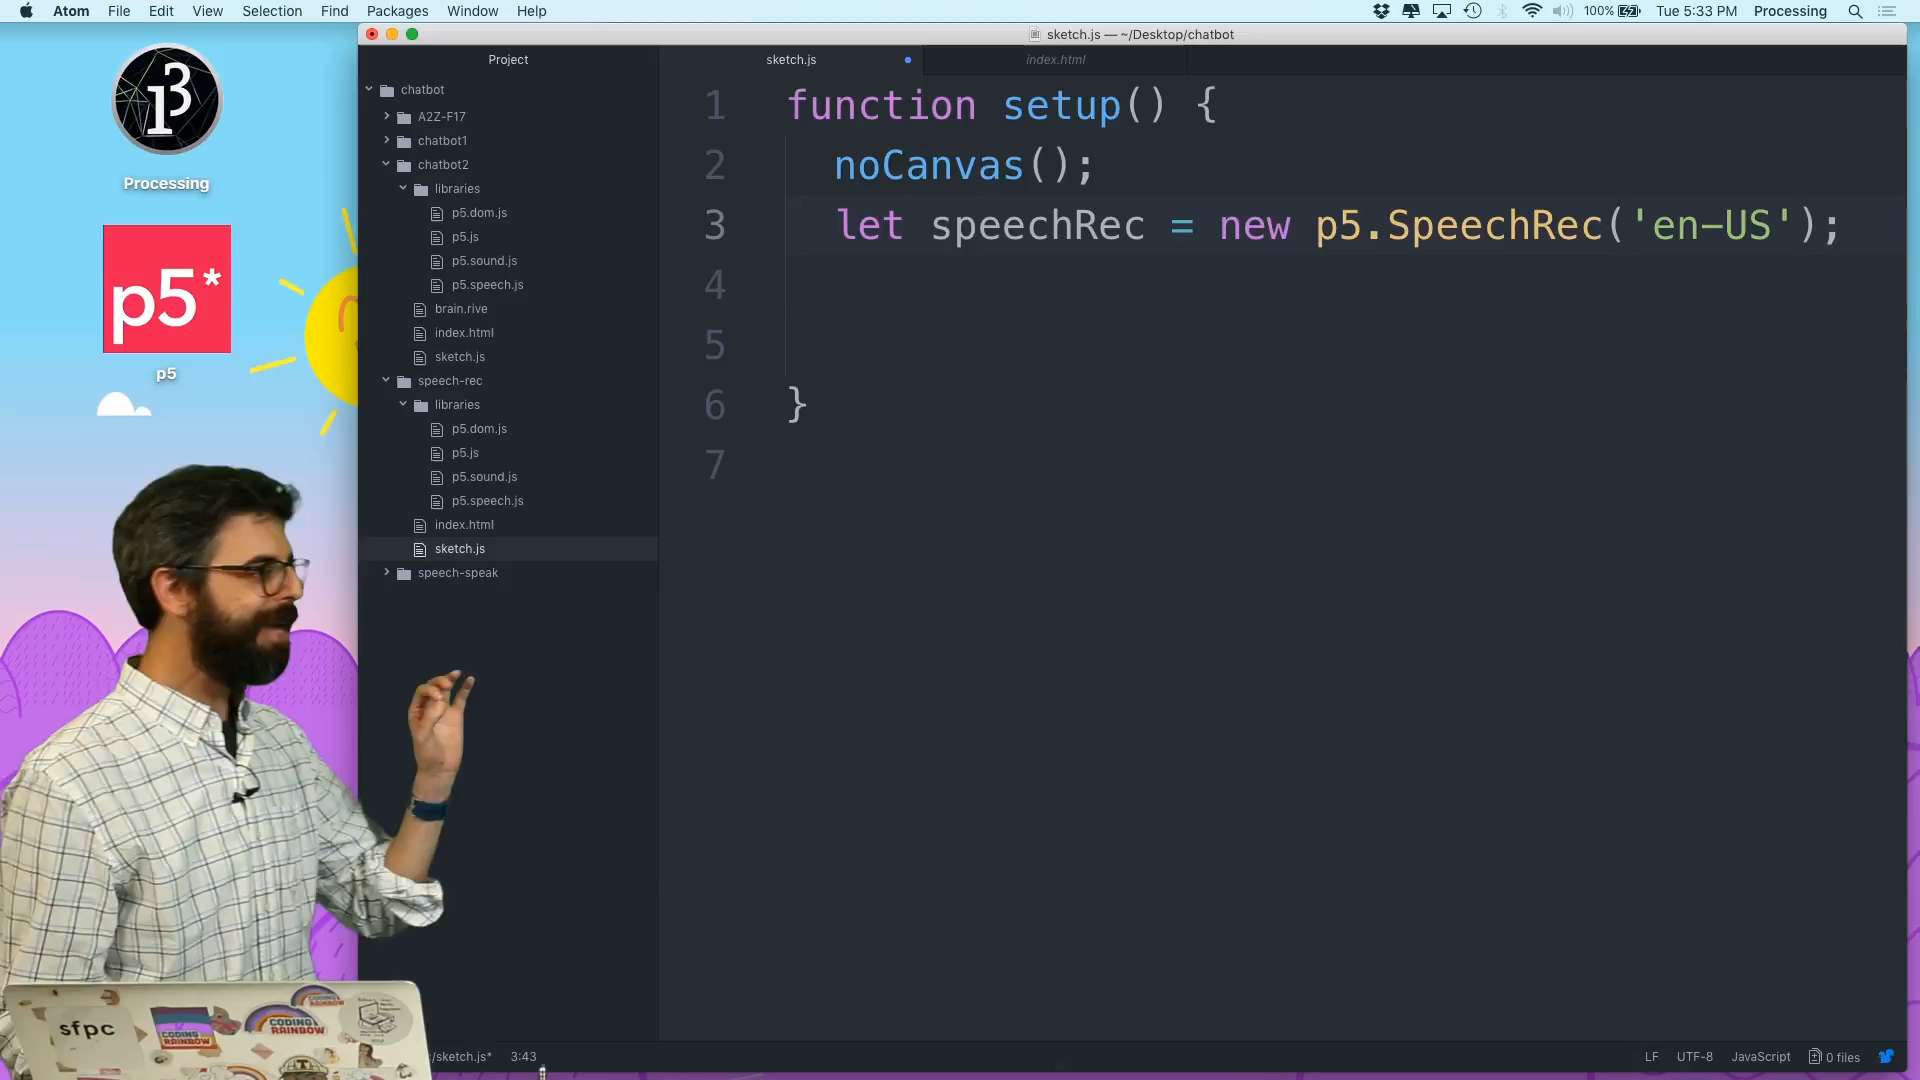 Atom File Edit View Selection Find Packages Window Help 100% Tue 5:33 PM Processing
sketch.js — ~/Desktop/chatbot
Project
sketch.js
index.html
chatbot
A2Z-F17
chatbot1
chatbot2
libraries
p5.dom.js
p5.js
p5.sound.js
p5.speech.js
brain.rive
index.html
sketch.js
speech-rec
libraries
p5.dom.js
p5.js
p5.sound.js
p5.speech.js
index.html
sketch.js
speech-speak
1 function setup() {
2 noCanvas();
3 let speechRec = new p5.SpeechRec('en-US');
4
5
6 }
7
Processing
p5*
p5
sfpc
CODING
RAINBOW
CODING
RAINBOW
/sketch.js* 3:43 LF UTF-8 JavaScript 0 files